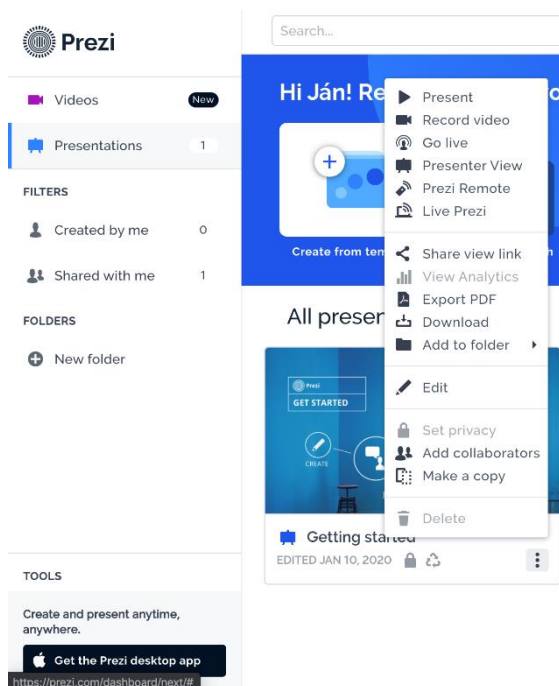 Prezi
Videos
New
Presentations
1
FILTERS
Created by me
0
Shared with me
1
FOLDERS
New folder
TOOLS
Create and present anytime,
anywhere.
Get the Prezi desktop app
https://prezi.com/dashboard/next/#
Search...
Hi Ján!
Create from
All
Prezi
GET STARTED
CREATE
Getting started
EDITED JAN 10, 2020
Present
Record video
Go live
Presenter View
Prezi Remote
Live Prezi
Share view link
View Analytics
Export PDF
Download
Add to folder
Edit
Set privacy
Add collaborators
Make a copy
Delete